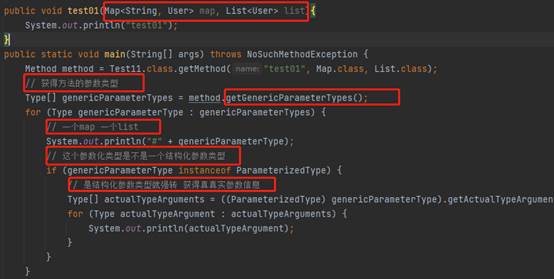 public void test01(Map<String, User> map, List<User> list){
System.out.println("test01");
}
public static void main(String[] args) throws NoSuchMethodException {
Method method = Test11.class.getMethod( name: "test01", Map.class, List.class);
// 获得方法的参数类型
Type[] genericParameterTypes = method.getGenericParameterTypes();
for (Type genericParameterType : genericParameterTypes) {
// 一个map 一个list
System.out.println("#" + genericParameterType);
// 这个参数化类型是不是一个结构化参数类型
if (genericParameterType instanceof ParameterizedType) {
// 是结构化参数类型就强转 获得真真实参数信息
Type[] actualTypeArguments = ((ParameterizedType) genericParameterType).getActualTypeArgumen
for (Type actualTypeArgument : actualTypeArguments) {
System.out.println(actualTypeArgument);
}
}
}